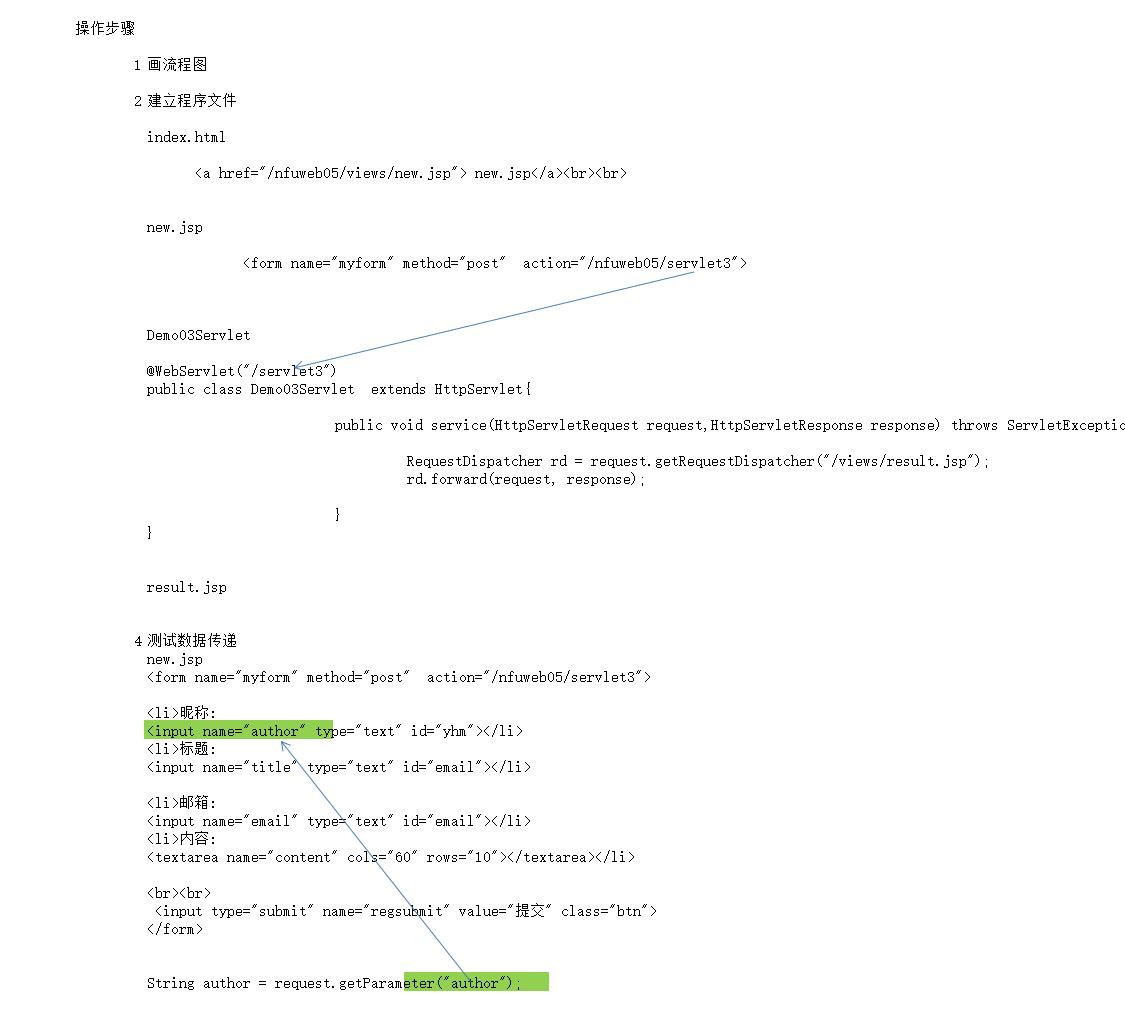 操作步骤
1 画流程图
2 建立程序文件
index.html
<a href="/nfuweb05/views/new.jsp"> new.jsp</a><br><br>
new.jsp
<form name="myform" method="post"  action="/nfuweb05/servlet3">
Demo03Servlet
@WebServlet("/servlet3")
public class Demo03Servlet  extends HttpServlet{
public void service(HttpServletRequest request,HttpServletResponse response) throws ServletExceptio
RequestDispatcher rd = request.getRequestDispatcher("/views/result.jsp");
rd.forward(request, response);
}
}
result.jsp
4 测试数据传递
new.jsp
<form name="myform" method="post"  action="/nfuweb05/servlet3">
<li>昵称:
<input name="author" type="text" id="yhm"></li>
<li>标题:
<input name="title" type="text" id="email"></li>
<li>邮箱:
<input name="email" type="text" id="email"></li>
<li>内容:
<textarea name="content" cols="60" rows="10"></textarea></li>
<br><br>
<input type="submit" name="regsubmit" value="提交" class="btn">
</form>
String author = request.getParameter("author");